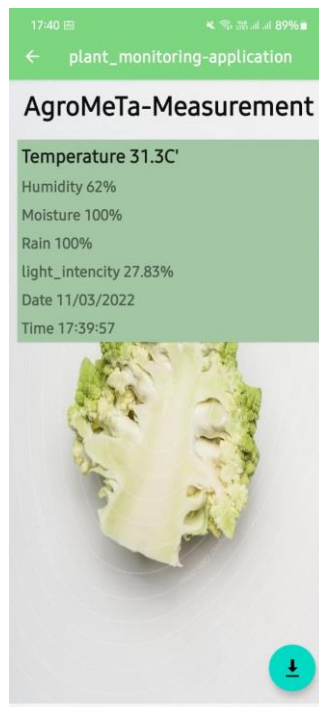 17:40
89%
plant_monitoring-application
AgroMeTa-Measurement
Temperature 31.3C'
Humidity 62%
Moisture 100%
Rain 100%
light_intencity 27.83%
Date 11/03/2022
Time 17:39:57